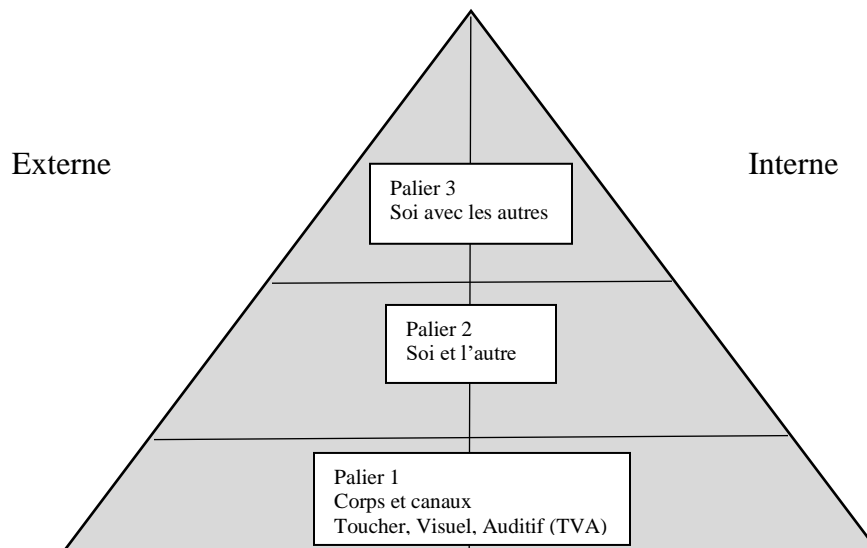 Externe
Interne
Palier 3
Soi avec les autres
Palier 2
Soi et l’autre
Palier 1
Corps et canaux
Toucher, Visuel, Auditif (TVA)